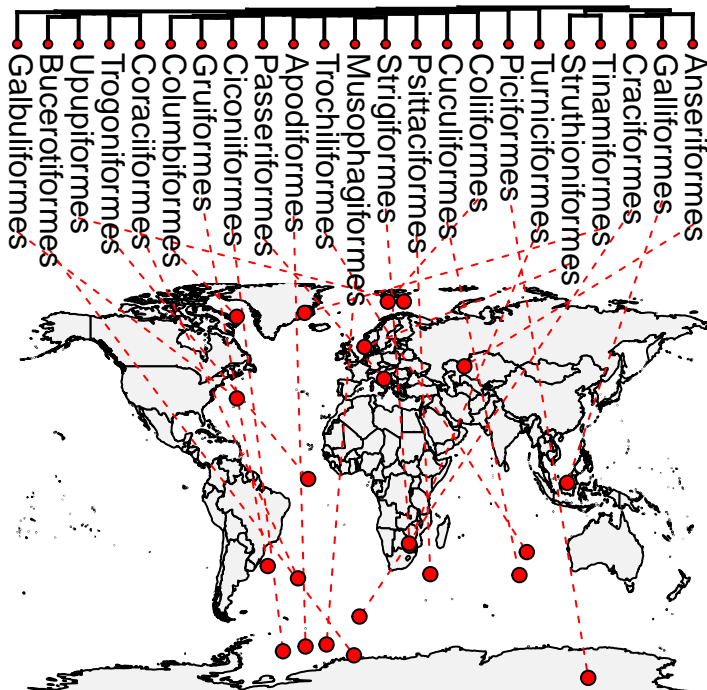 Galbuliformes
Bucerotiformes
Upupiformes
Trogoniformes
Coraciiformes
Columbiformes
Gruiformes
Ciconiiformes
Passeriformes
Apodiformes
Trochiliformes
Musophagiformes
Strigiformes
Psittaciformes
Cuculiformes
Coliiformes
Piciformes
Turniciformes
Struthioniformes
Tinamiformes
Craciformes
Galliformes
Anseriformes